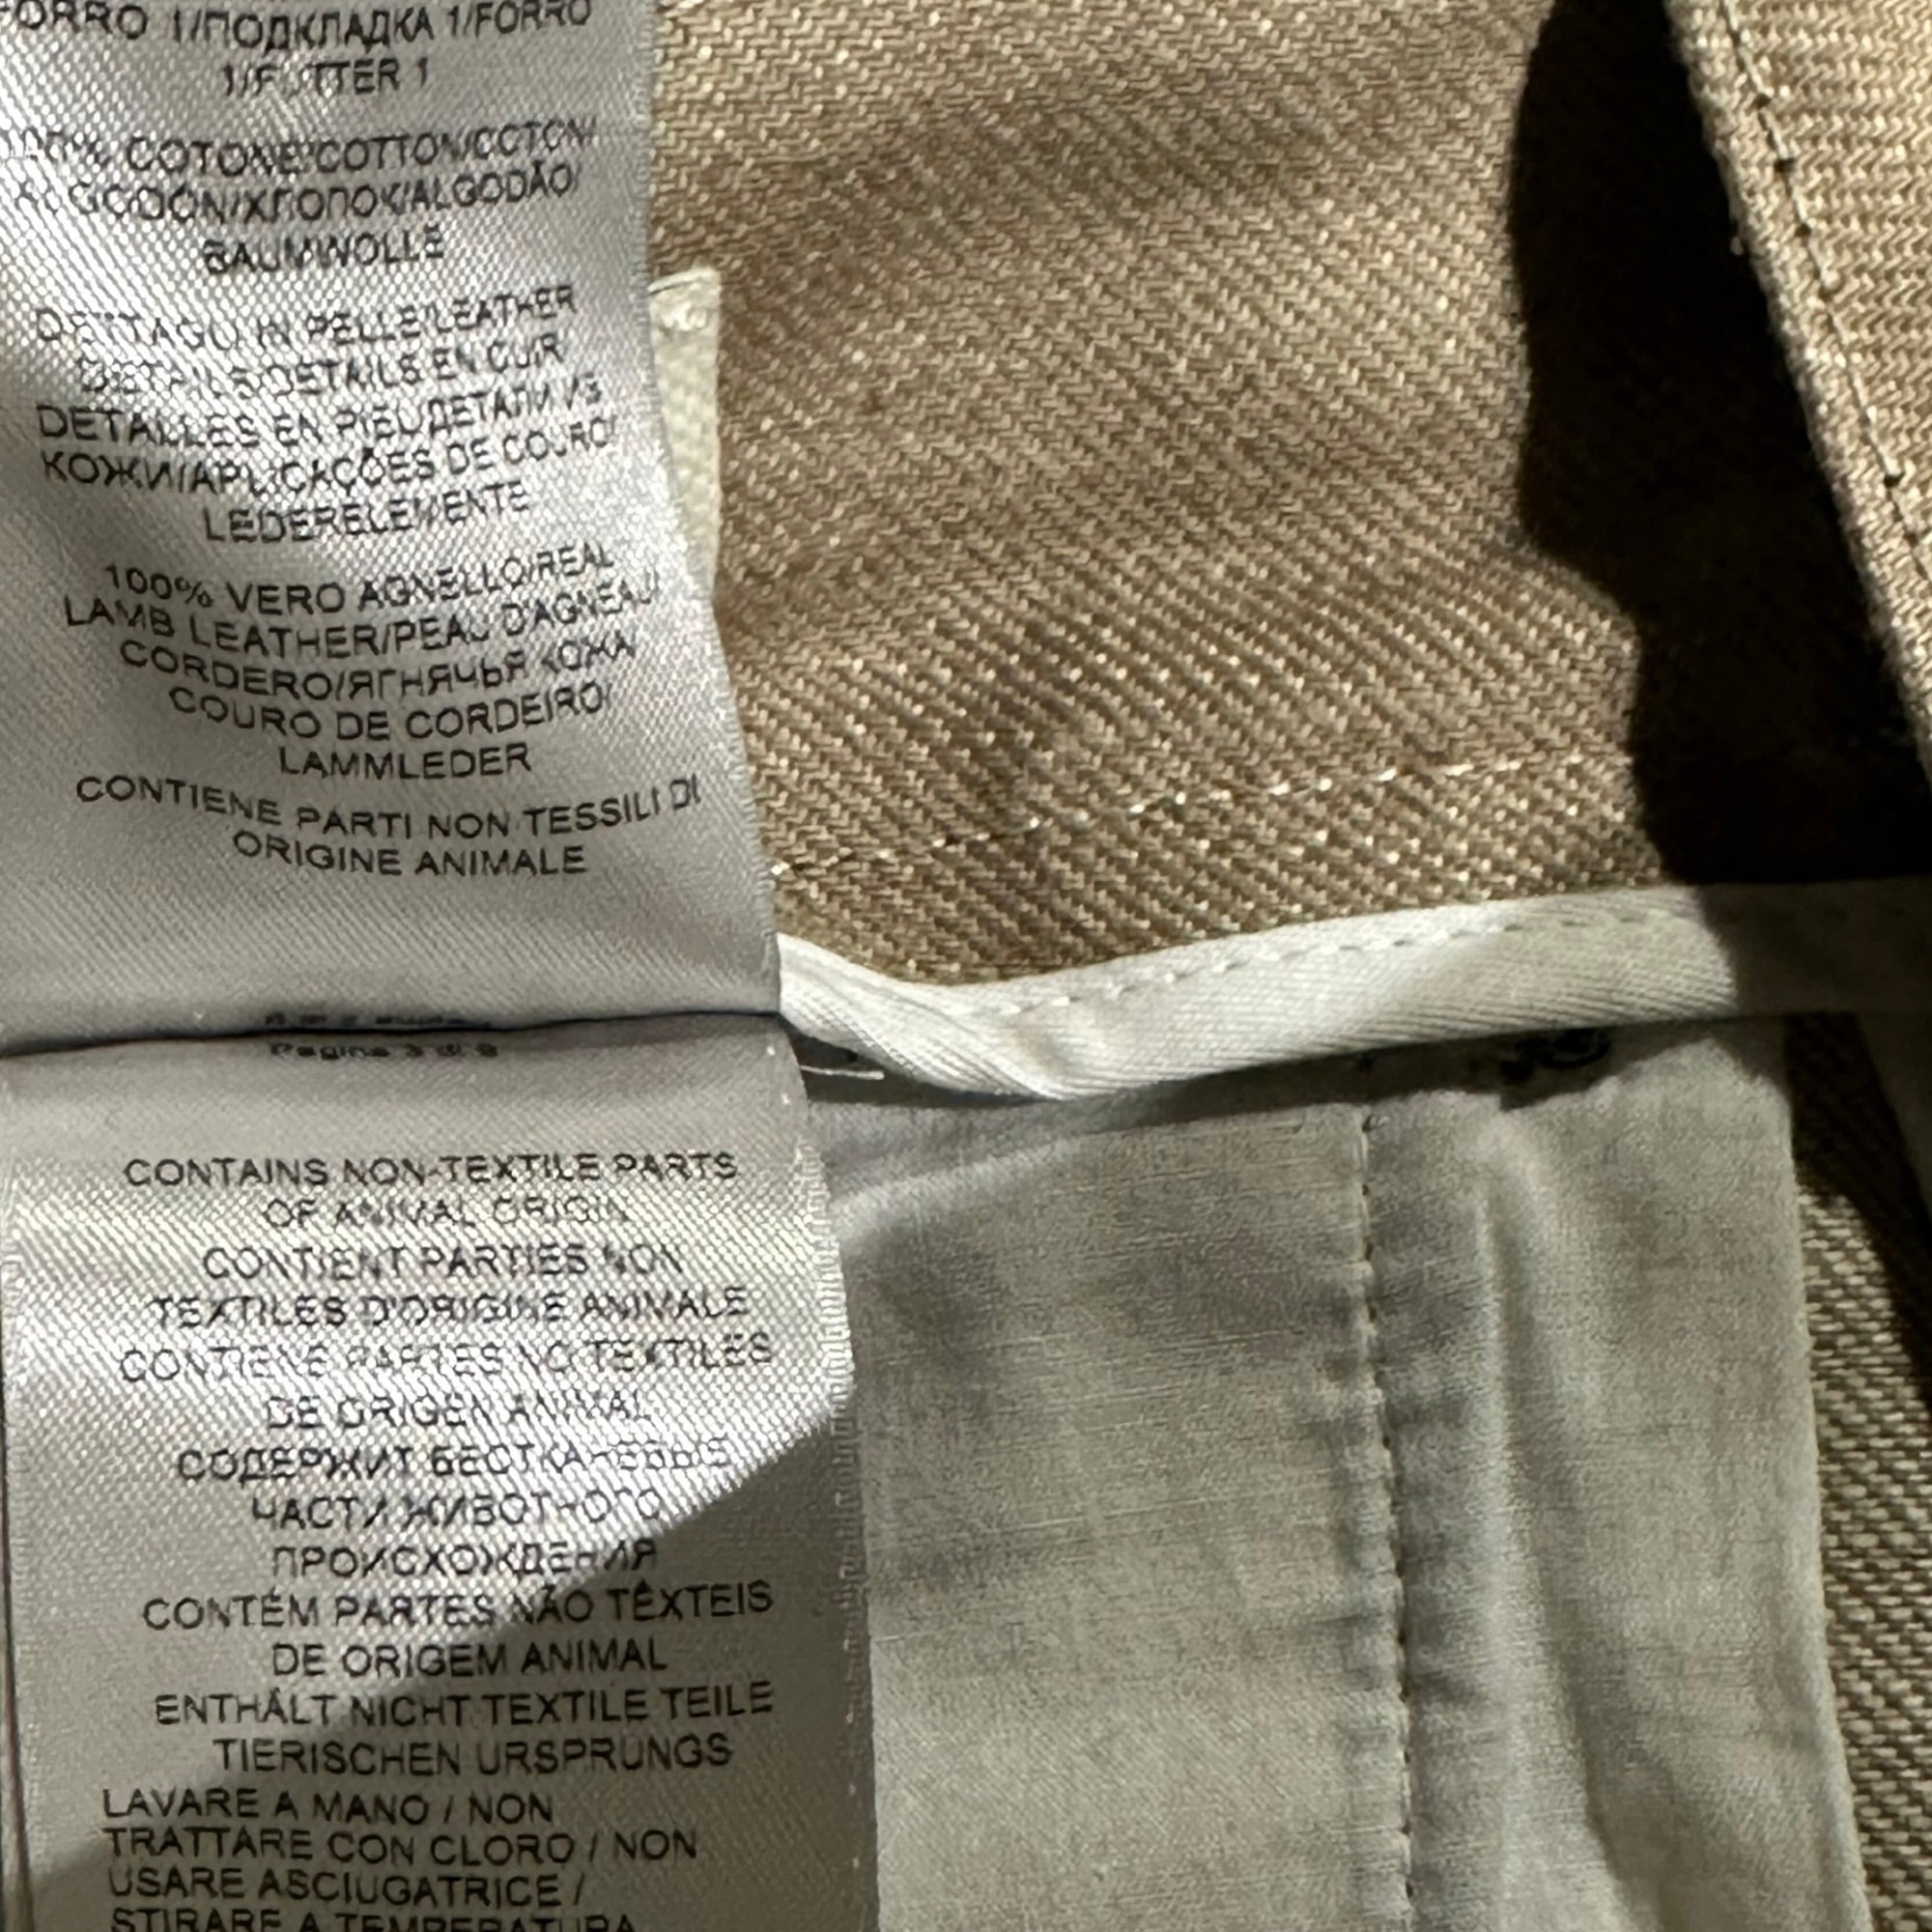 FORRO 1/ПОДКЛАДКА 1/FORRO
1/FUTTER 1
100% COTONE/COTTON/COTON/
ALGODÓN/ХЛОПОК/ALGODÃO/
BAUMWOLLE
DETTAGLI IN PELLE/LEATHER
DETAILS/DETAILS EN CUIR
DETALLES EN PIEL/ДЕТАЛИ ИЗ
КОЖИ/APLICAÇÕES DE COURO/
LEDERELEMENTE
100% VERO AGNELLO/REAL
LAMB LEATHER/PEAU D'AGNEAU/
CORDERO/ЯГНЯЧЬЯ КОЖА/
COURO DE CORDEIRO/
LAMMLEDER
CONTIENE PARTI NON TESSILI DI
ORIGINE ANIMALE
CONTAINS NON-TEXTILE PARTS
OF ANIMAL ORIGIN
CONTIENT PARTIES NON
TEXTILES D'ORIGINE ANIMALE
CONTIENE PARTES NO TEXTILES
DE ORIGEN ANIMAL
СОДЕРЖИТ БЕСТКАНЕВЫЕ
ЧАСТИ ЖИВОТНОГО
ПРОИСХОЖДЕНИЯ
CONTÉM PARTES NÃO TÊXTEIS
DE ORIGEM ANIMAL
ENTHÄLT NICHT TEXTILE TEILE
TIERISCHEN URSPRUNGS
LAVARE A MANO / NON
TRATTARE CON CLORO / NON
USARE ASCIUGATRICE /
STIRARE A TEMPERATURA